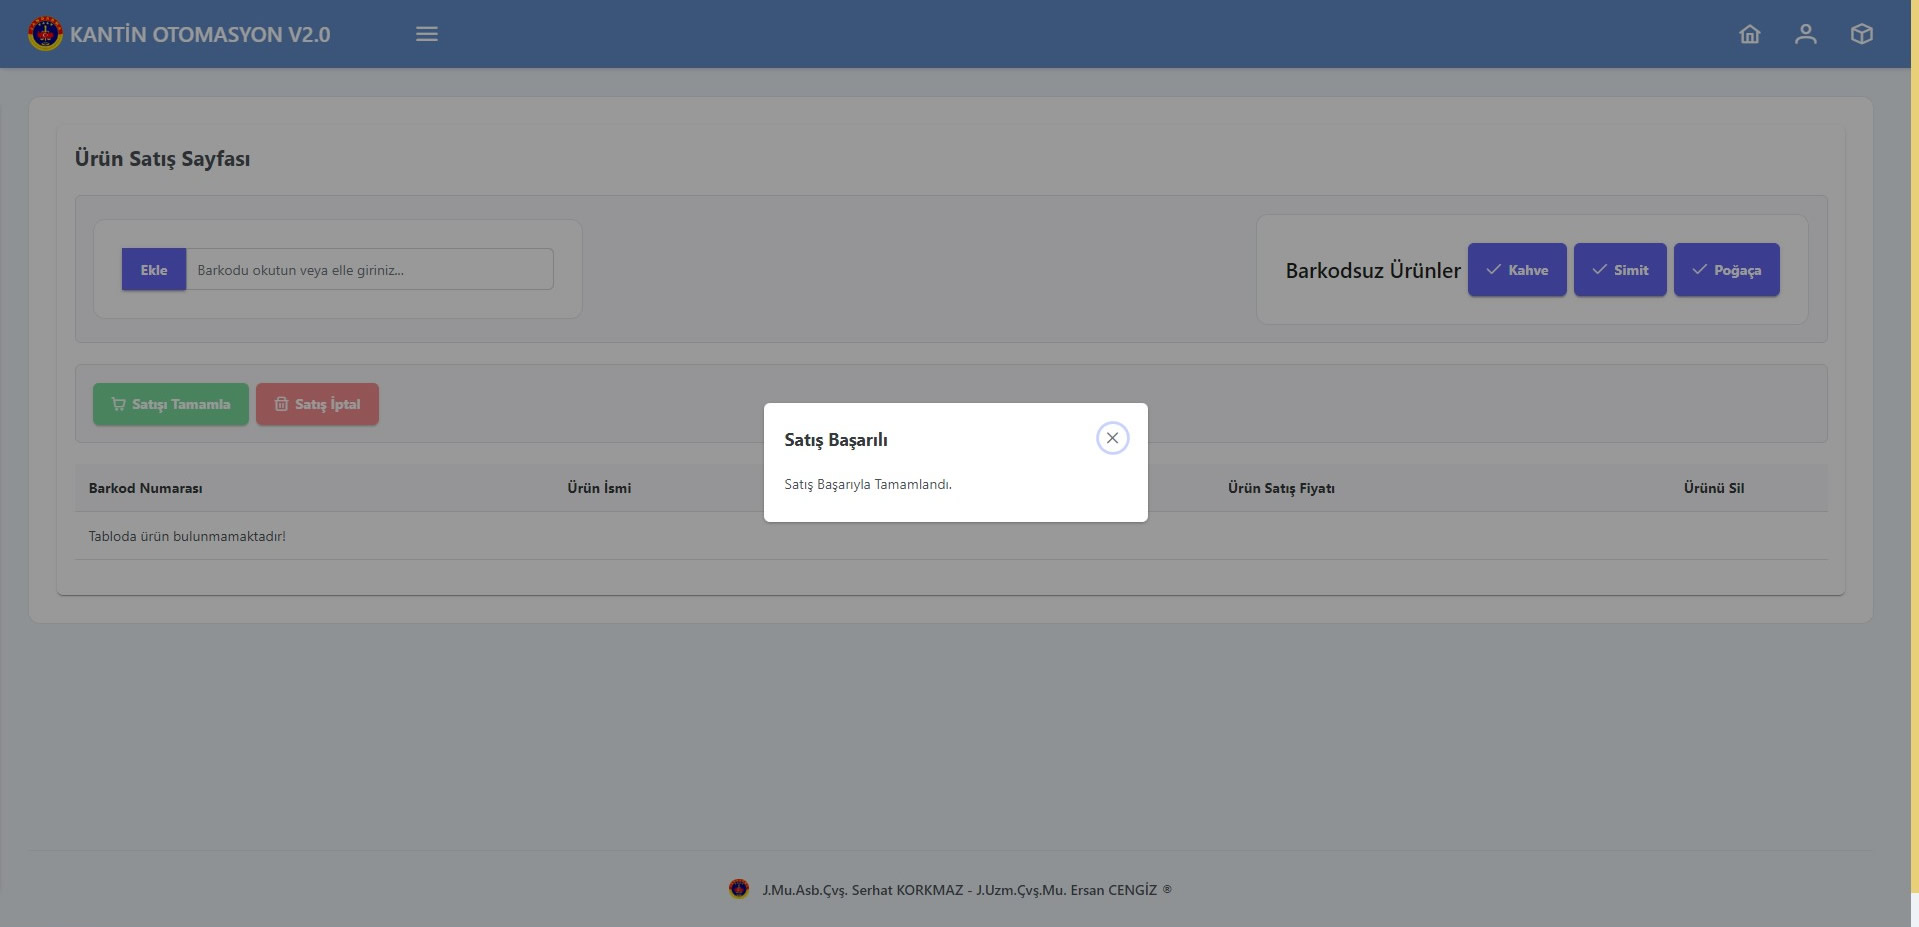 KANTİN OTOMASYON V2.0
Ürün Satış Sayfası
Ekle
Barkodu okutun veya elle giriniz...
Barkodsuz Ürünler
Kahve
Simit
Poğaça
Satışı Tamamla
Satış İptal
Satış Başarılı
Satış Başarıyla Tamamlandı.
Barkod Numarası
Ürün İsmi
Ürün Satış Fiyatı
Ürünü Sil
Tabloda ürün bulunmamaktadır!
J.Mu.Asb.Çvş. Serhat KORKMAZ - J.Uzm.Çvş.Mu. Ersan CENGİZ ®